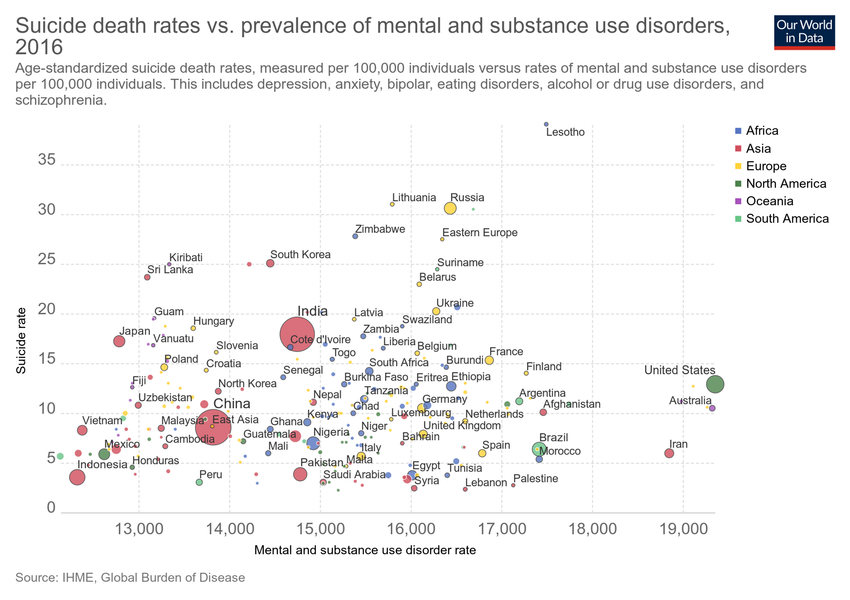 Suicide death rates vs. prevalence of mental and substance use disorders,
2016
Our World
in Data
Age-standardized suicide death rates, measured per 100,000 individuals versus rates of mental and substance use disorders
per 100,000 individuals. This includes depression, anxiety, bipolar, eating disorders, alcohol or drug use disorders, and
schizophrenia.
Lesotho
Africa
Asia
Europe
North America
Oceania
South America
35
Lithuania
Russia
30
Zimbabwe
Eastern Europe
25
Kiribati
South Korea
Sri Lanka
Suriname
Belarus
20
Guam
Hungary
India
Latvia
Ukraine
Swaziland
Japan
Vanuatu
Slovenia
Cote d'Ivoire
Zambia
Liberia
Togo
Belgium
France
15
Poland
Croatia
Senegal
South Africa
Burundi
Finland
United States
Fiji
North Korea
Burkina Faso
Eritrea
Ethiopia
Uzbekistan
China
Nepal
Tanzania
Chad
Germany
Argentina
Afghanistan
Australia
10
Vietnam
Malaysia
East Asia
Ghana
Kenya
Luxembourg
Netherlands
Mexico
Cambodia
Guatemala
Nigeria
Niger
United Kingdom
Mali
Bahrain
Brazil
Iran
5
Indonesia
Honduras
Peru
Pakistan
Malta
Italy
Egypt
Spain
Morocco
Saudi Arabia
Tunisia
Syria
Lebanon
Palestine
0
Suicide rate
13,000
14,000
15,000
16,000
17,000
18,000
19,000
Mental and substance use disorder rate
Source: IHME, Global Burden of Disease